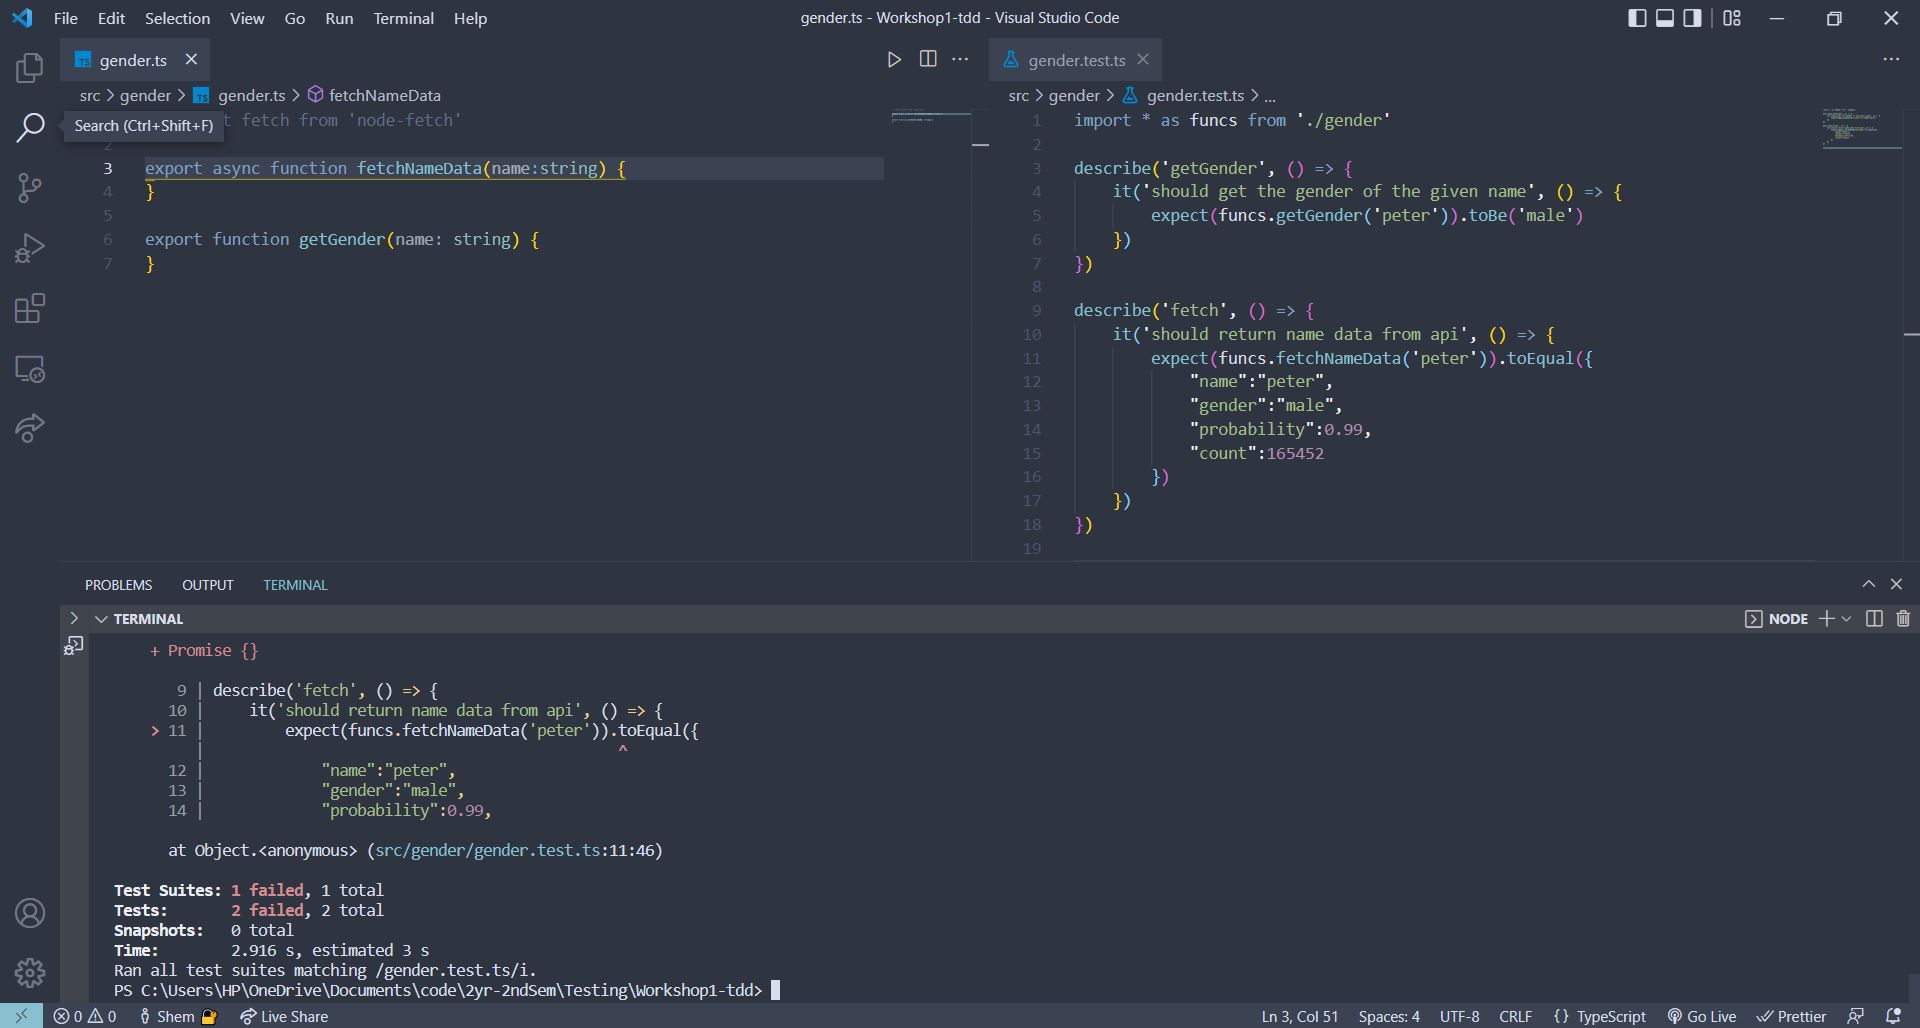 File Edit Selection View Go Run Terminal Help
gender.ts - Workshop1-tdd - Visual Studio Code
TS gender.ts
src > gender > TS gender.ts > fetchNameData
Search (Ctrl+Shift+F)
t fetch from 'node-fetch'
2
3 export async function fetchNameData(name:string) {
4 }
5
6 export function getGender(name: string) {
7 }
gender.test.ts
src > gender > gender.test.ts > ...
1 import * as funcs from './gender'
2
3 describe('getGender', () => {
4 it('should get the gender of the given name', () => {
5 expect(funcs.getGender('peter')).toBe('male')
6 })
7 })
8
9 describe('fetch', () => {
10 it('should return name data from api', () => {
11 expect(funcs.fetchNameData('peter')).toEqual({
12 "name":"peter",
13 "gender":"male",
14 "probability":0.99,
15 "count":165452
16 })
17 })
18 })
19
PROBLEMS OUTPUT TERMINAL
TERMINAL
NODE
+ Promise {}
9 | describe('fetch', () => {
10 | it('should return name data from api', () => {
> 11 | expect(funcs.fetchNameData('peter')).toEqual({
| ^
12 | "name":"peter",
13 | "gender":"male",
14 | "probability":0.99,
at Object.<anonymous> (src/gender/gender.test.ts:11:46)
Test Suites: 1 failed, 1 total
Tests: 2 failed, 2 total
Snapshots: 0 total
Time: 2.916 s, estimated 3 s
Ran all test suites matching /gender.test.ts/i.
PS C:\Users\HP\OneDrive\Documents\code\2yr-2ndSem\Testing\Workshop1-tdd>
0 0 Shem Live Share
Ln 3, Col 51 Spaces: 4 UTF-8 CRLF {} TypeScript Go Live Prettier